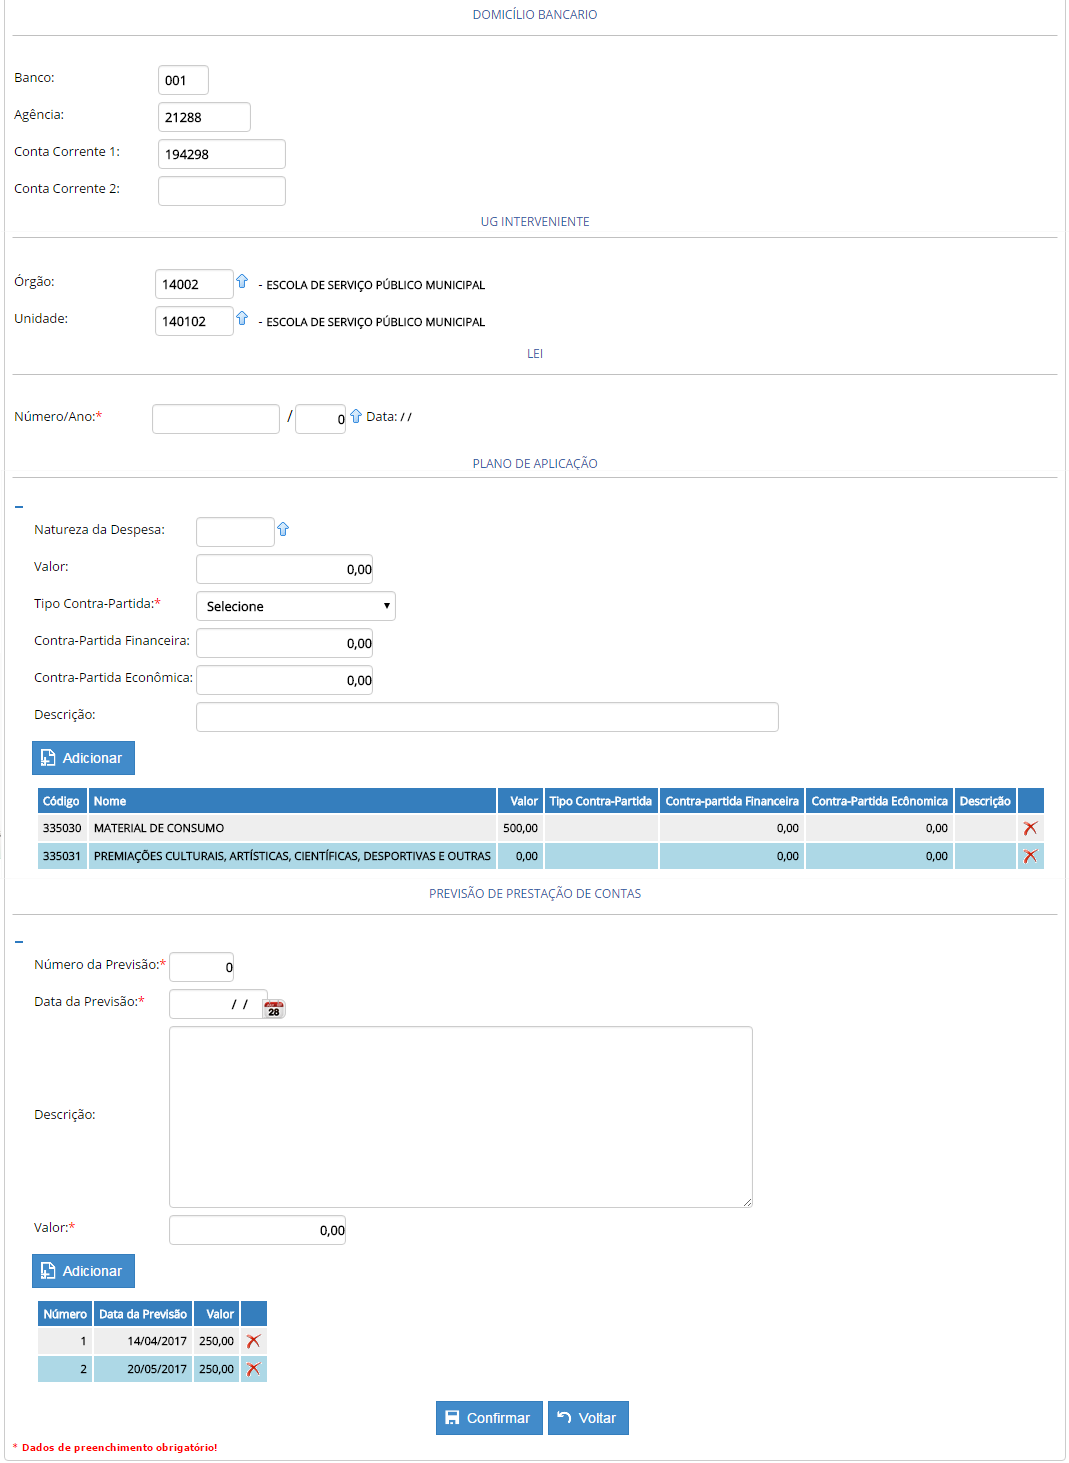 DOMICÍLIO BANCARIO
Banco: 001
Agência: 21288
Conta Corrente 1: 194298
Conta Corrente 2:
UG INTERVENIENTE
Órgão: 14002 - ESCOLA DE SERVIÇO PÚBLICO MUNICIPAL
Unidade: 140102 - ESCOLA DE SERVIÇO PÚBLICO MUNICIPAL
LEI
Número/Ano:* / 0 Data: / /
PLANO DE APLICAÇÃO
Natureza da Despesa:
Valor: 0,00
Tipo Contra-Partida:* Selecione
Contra-Partida Financeira: 0,00
Contra-Partida Econômica: 0,00
Descrição:
Adicionar
Código Nome Valor Tipo Contra-Partida Contra-partida Financeira Contra-Partida Ecônomica Descrição
335030 MATERIAL DE CONSUMO 500,00 0,00 0,00
335031 PREMIAÇÕES CULTURAIS, ARTÍSTICAS, CIENTÍFICAS, DESPORTIVAS E OUTRAS 0,00 0,00 0,00
PREVISÃO DE PRESTAÇÃO DE CONTAS
Número da Previsão:* 0
Data da Previsão:* / / 28
Descrição:
Valor:* 0,00
Adicionar
Número Data da Previsão Valor
1 14/04/2017 250,00
2 20/05/2017 250,00
Confirmar Voltar
* Dados de preenchimento obrigatório!